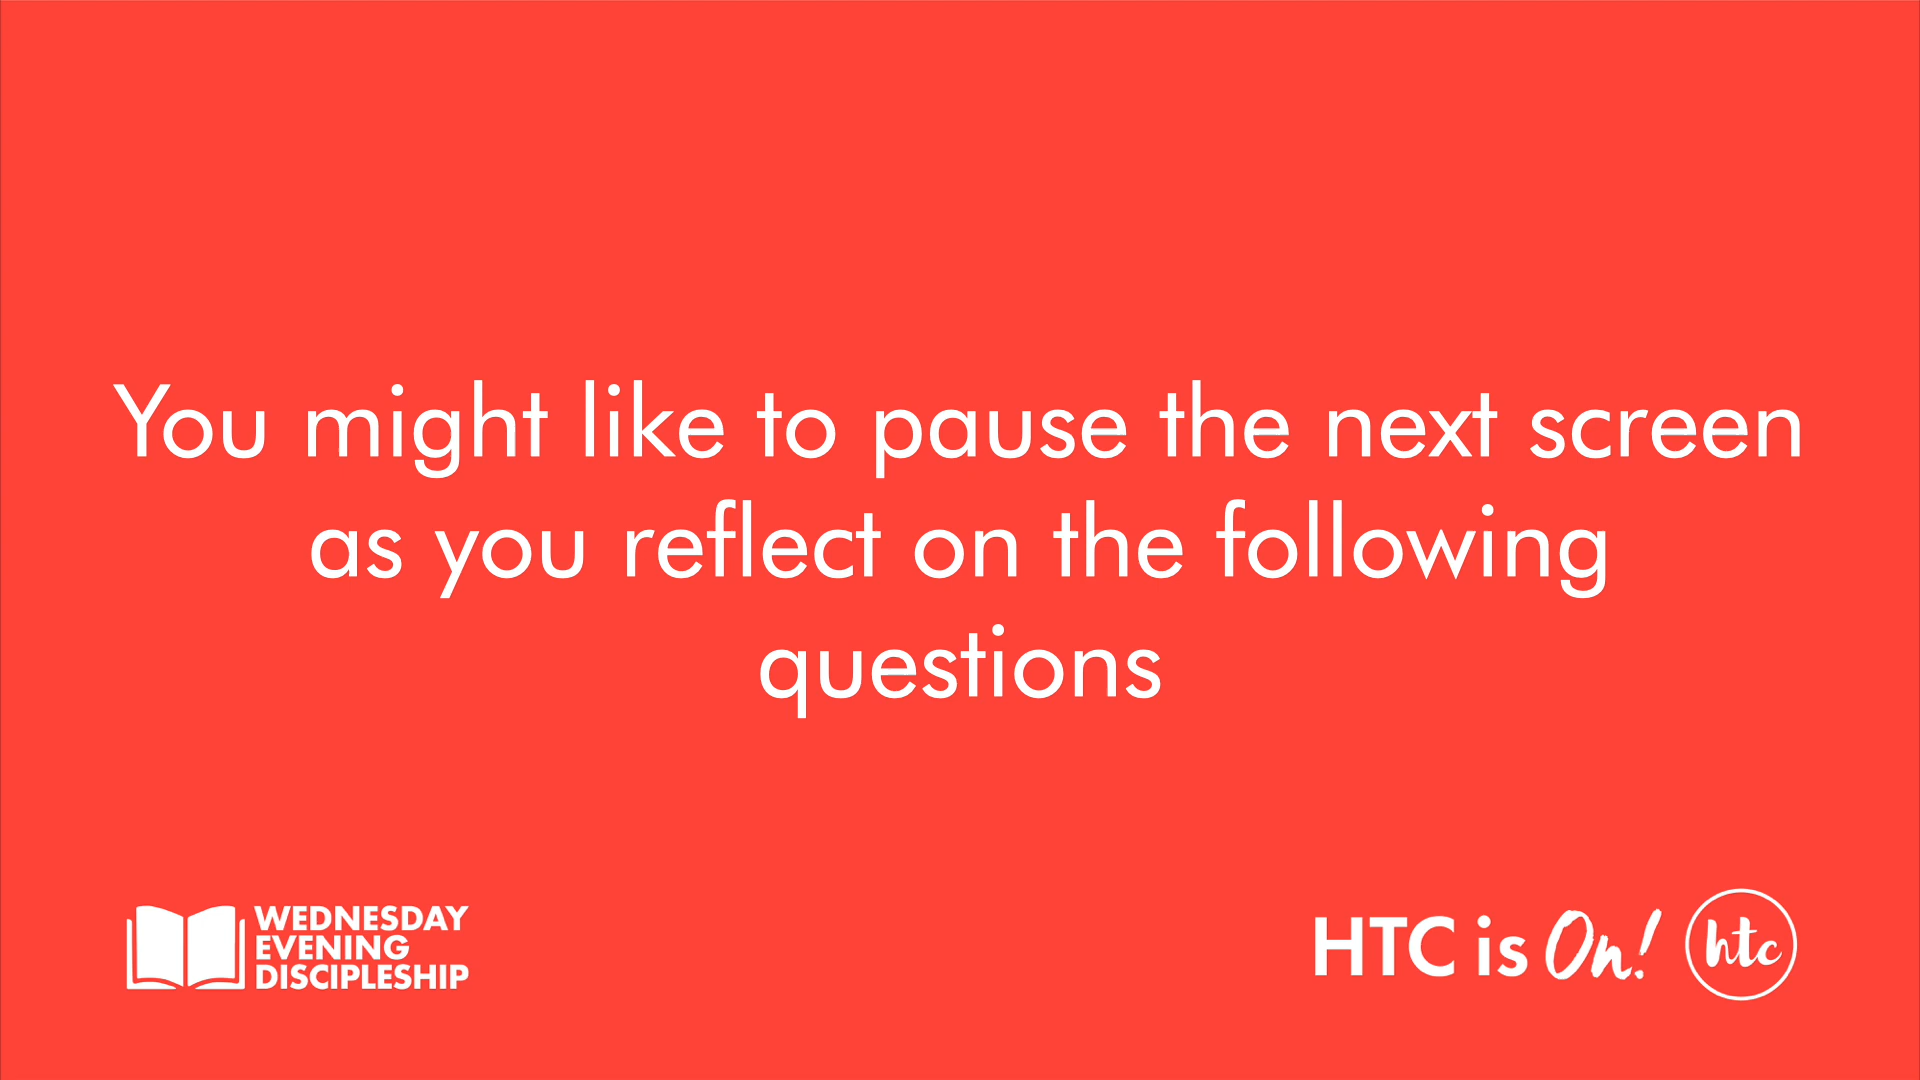 You might like to pause the next screen
as you reflect on the following
questions
WEDNESDAY
EVENING
DISCIPLESHIP
HTC is On!
htc